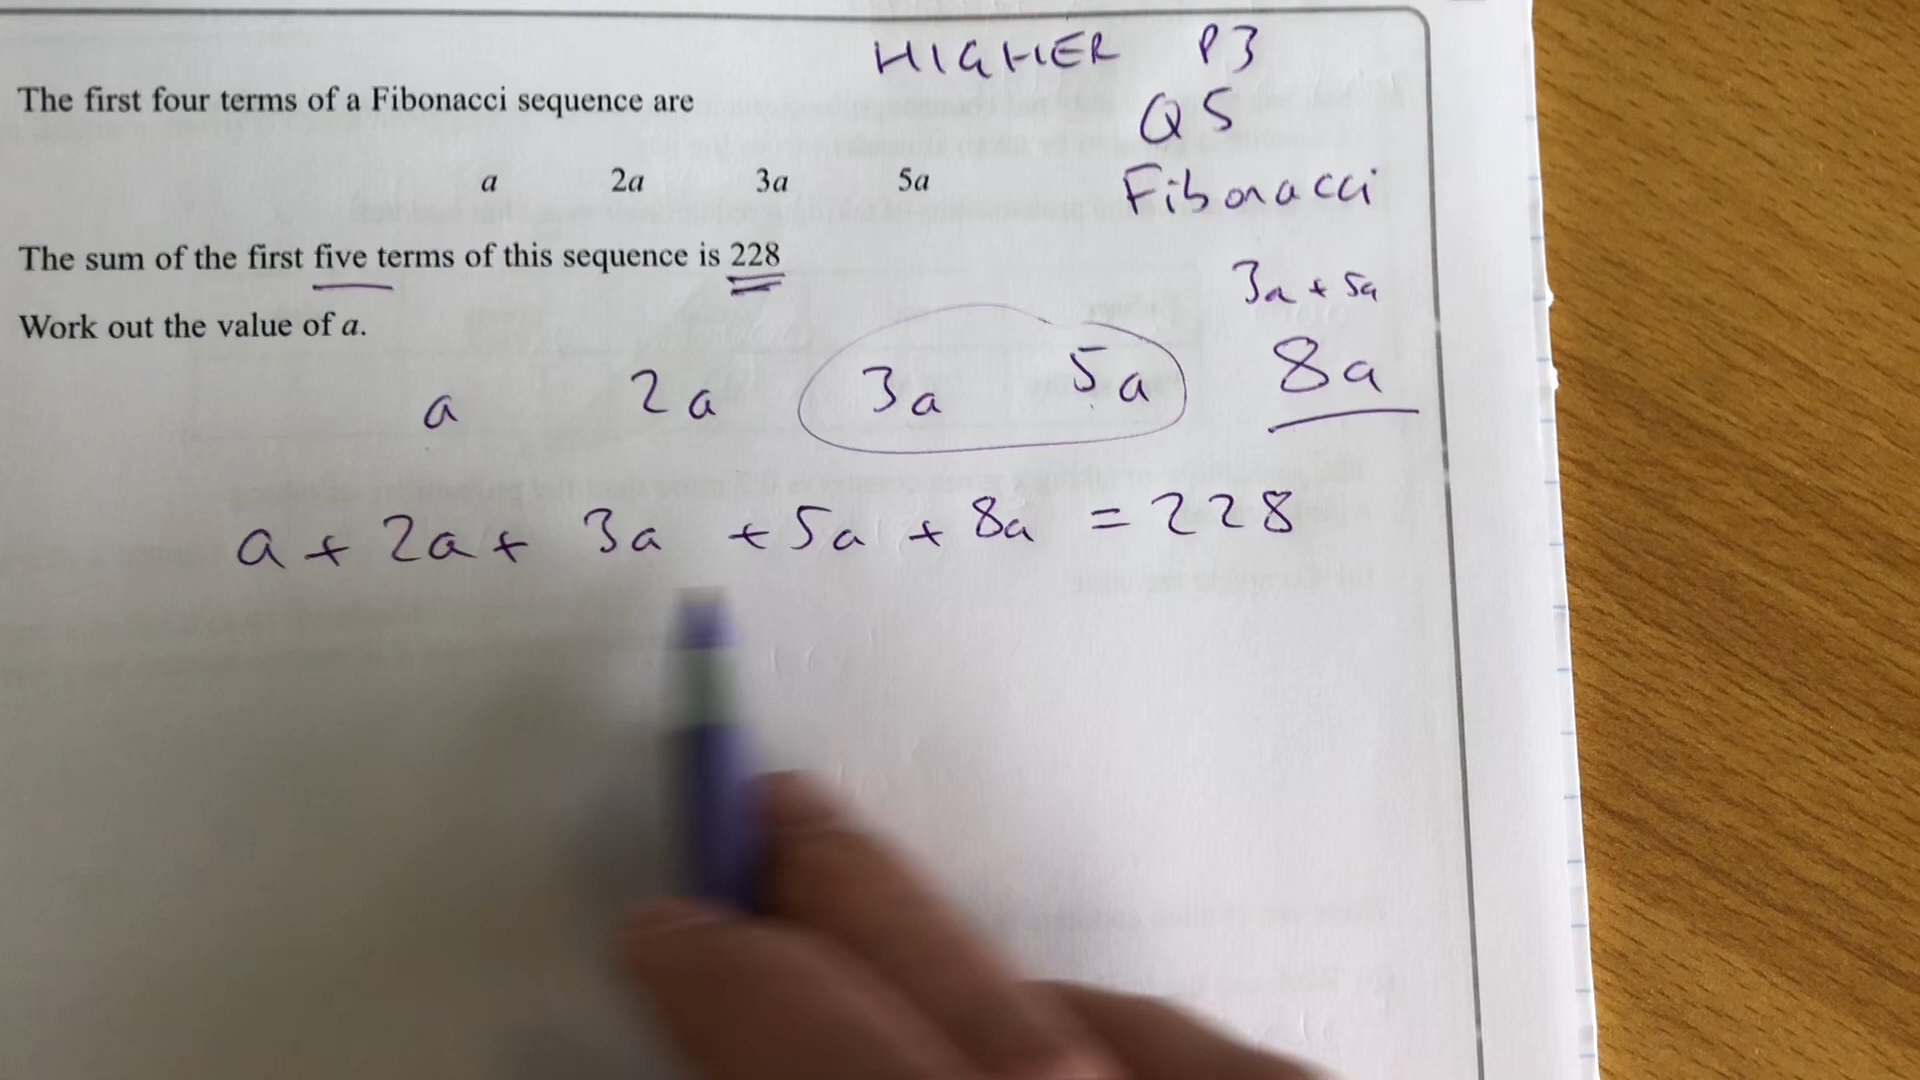 HIGHER P3
The first four terms of a Fibonacci sequence are
Q5
a 2a 3a 5a
Fibonacci
The sum of the first five terms of this sequence is 228
3a + 5a
Work out the value of a.
a 2a 3a 5a 8a
a + 2a + 3a + 5a + 8a = 228